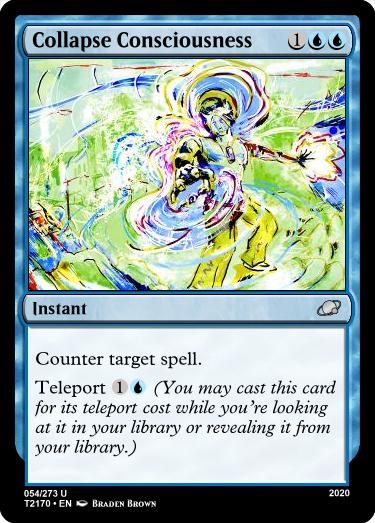 Collapse Consciousness 1
Instant
Counter target spell.
Teleport 1 (You may cast this card
for its teleport cost while you’re looking
at it in your library or revealing it from
your library.)
054/273 U 2020
T2170 • EN Braden Brown